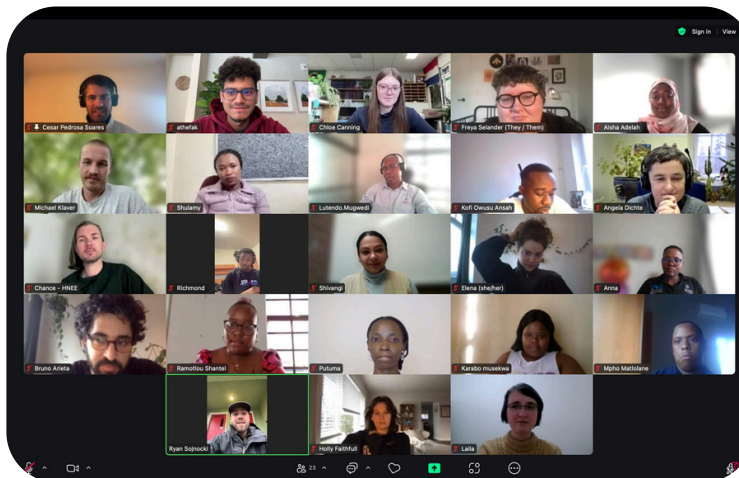 Sign in
View
Cesar Pedrosa Soares
athefak
Chloe Canning
Freya Selander (They / Them)
Aisha Adelah
Michael Klaver
Shulamy
Lutendo.Mugwedi
Kofi Owusu Ansah
Angela Dichte
Chance - HNEE
Richmond
Shivangi
Elena (she/her)
Anna
Bruno Arieta
Ramotlou Shantel
Putuma
Karabo musekwa
Mpho Matlolane
Ryan Sojnocki
Holly Faithfull
Laila
23